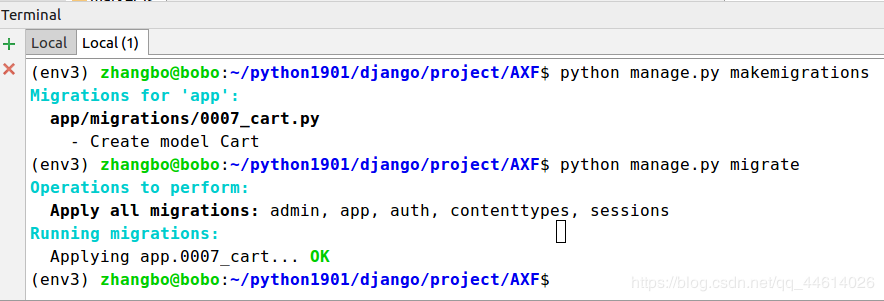 Terminal
Local Local (1)
(env3) zhangbo@bobo:~/python1901/django/project/AXF$ python manage.py makemigrations
Migrations for 'app':
app/migrations/0007_cart.py
- Create model Cart
(env3) zhangbo@bobo:~/python1901/django/project/AXF$ python manage.py migrate
Operations to perform:
Apply all migrations: admin, app, auth, contenttypes, sessions
Running migrations:
Applying app.0007_cart... OK
(env3) zhangbo@bobo:~/python1901/django/project/AXF$
https://blog.csdn.net/qq_44614026